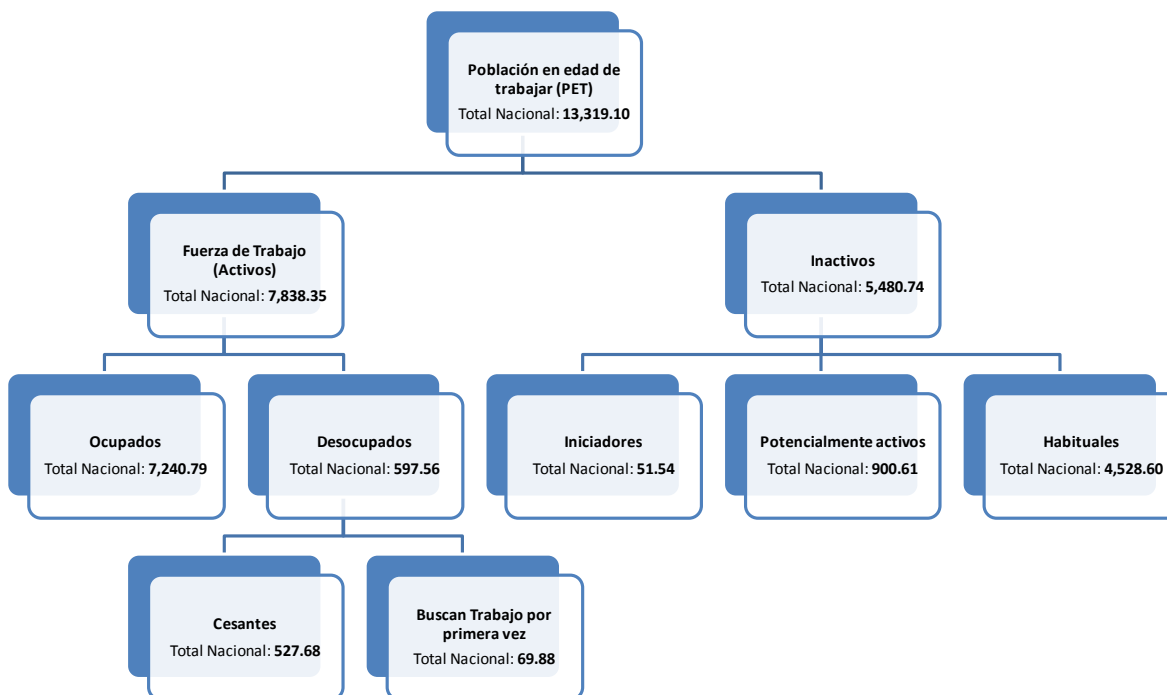 Población en edad de
trabajar (PET)
Total Nacional: 13,319.10
Fuerza de Trabajo
(Activos)
Total Nacional: 7,838.35
Inactivos
Total Nacional: 5,480.74
Ocupados
Total Nacional: 7,240.79
Desocupados
Total Nacional: 597.56
Iniciadores
Total Nacional: 51.54
Potencialmente activos
Total Nacional: 900.61
Habituales
Total Nacional: 4,528.60
Cesantes
Total Nacional: 527.68
Buscan Trabajo por
primera vez
Total Nacional: 69.88